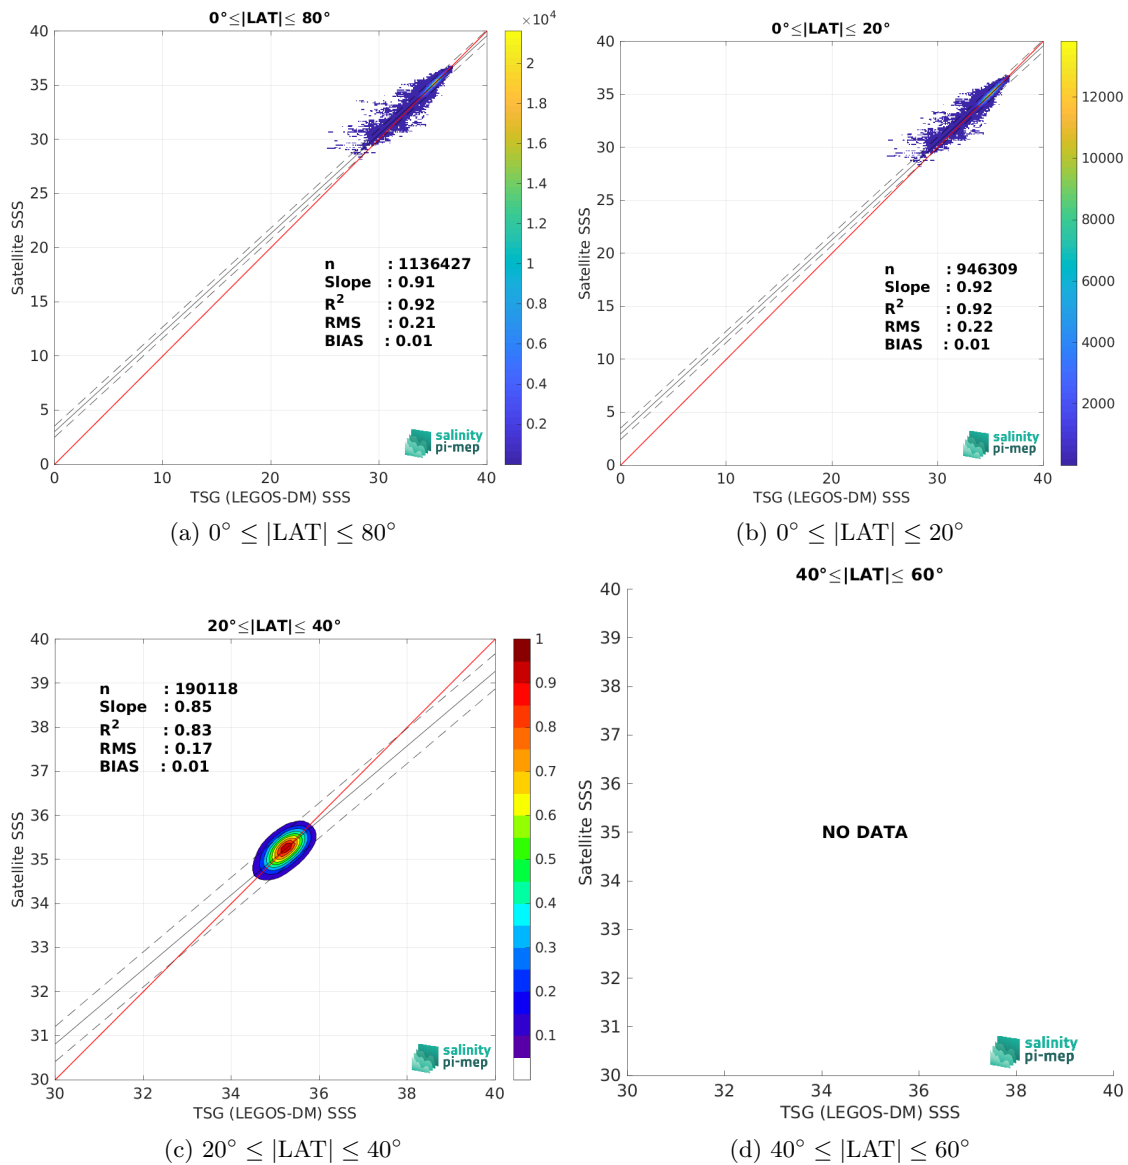 0°≤|LAT|≤ 80°
×10⁴
40
35
30
25
20
15
10
5
0
Satellite SSS
n : 1136427
Slope : 0.91
R² : 0.92
RMS : 0.21
BIAS : 0.01
salinity
pi-mep
0 10 20 30 40
TSG (LEGOS-DM) SSS
2
1.8
1.6
1.4
1.2
1
0.8
0.6
0.4
0.2
(a) 0° ≤ |LAT| ≤ 80°
0°≤|LAT|≤ 20°
40
35
30
25
20
15
10
5
0
Satellite SSS
n : 946309
Slope : 0.92
R² : 0.92
RMS : 0.22
BIAS : 0.01
salinity
pi-mep
0 10 20 30 40
TSG (LEGOS-DM) SSS
12000
10000
8000
6000
4000
2000
(b) 0° ≤ |LAT| ≤ 20°
20°≤|LAT|≤ 40°
40
39
38
37
36
35
34
33
32
31
30
Satellite SSS
n : 190118
Slope : 0.85
R² : 0.83
RMS : 0.17
BIAS : 0.01
salinity
pi-mep
30 32 34 36 38 40
TSG (LEGOS-DM) SSS
1
0.9
0.8
0.7
0.6
0.5
0.4
0.3
0.2
0.1
(c) 20° ≤ |LAT| ≤ 40°
40°≤|LAT|≤ 60°
40
39
38
37
36
35
34
33
32
31
30
Satellite SSS
NO DATA
salinity
pi-mep
30 32 34 36 38 40
TSG (LEGOS-DM) SSS
(d) 40° ≤ |LAT| ≤ 60°